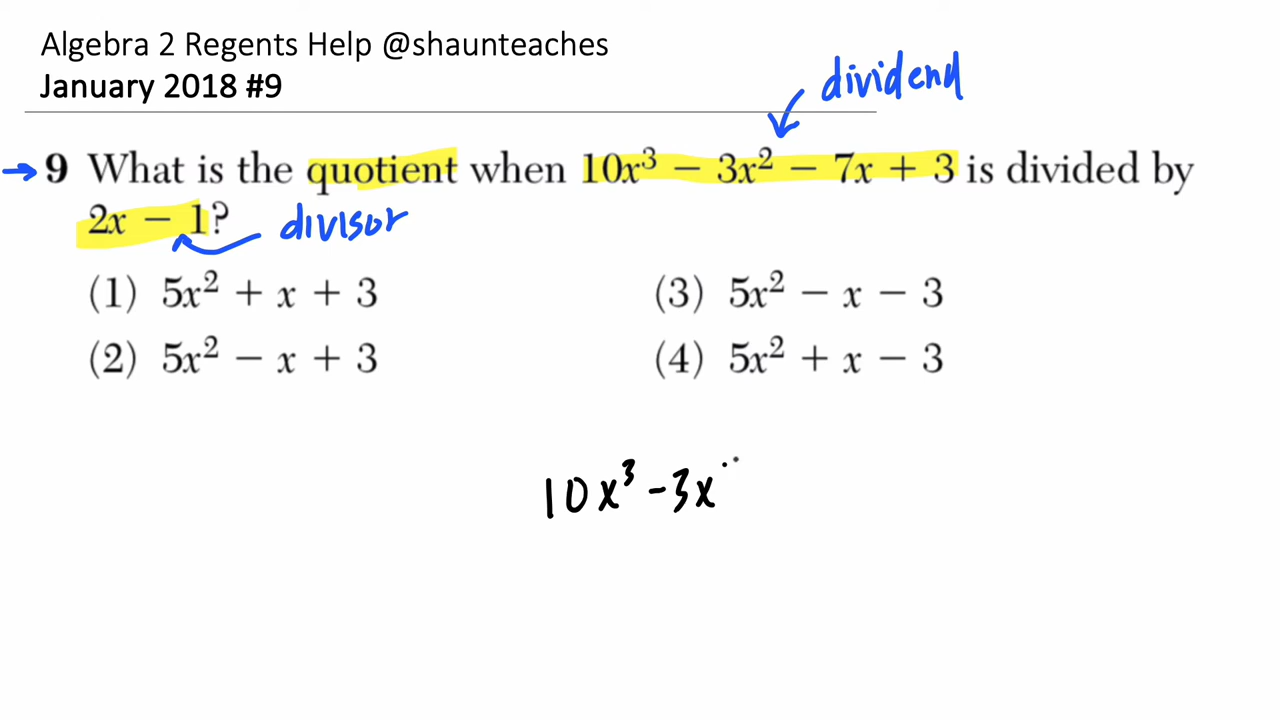 Algebra 2 Regents Help @shaunteaches
January 2018 #9
dividend
→ 9 What is the quotient when 10x³ − 3x² − 7x + 3 is divided by
2x − 1? divisor
(1) 5x² + x + 3 (3) 5x² − x − 3
(2) 5x² − x + 3 (4) 5x² + x − 3
10x³ -3x